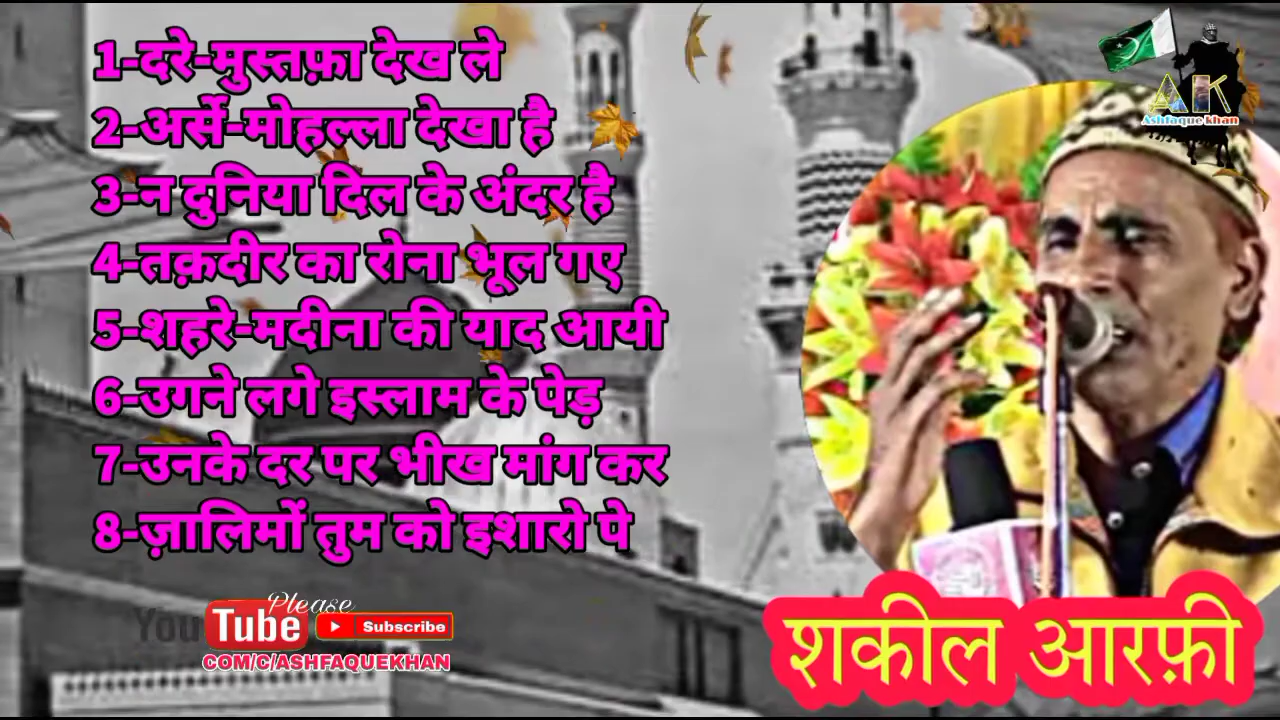 1-दरे-मुस्तफ़ा देख ले
2-अर्से-मोहल्ला देखा है
3-न दुनिया दिल के अंदर है
4-तक़दीर का रोना भूल गए
5-शहरे-मदीना की याद आयी
6-उगने लगे इस्लाम के पेड़
7-उनके दर पर भीख मांग कर
8-ज़ालिमों तुम को इशारो पे
AK
Ashfaque khan
Please
YouTube Subscribe
COM/C/ASHFAQUEKHAN
शकील आरफ़ी